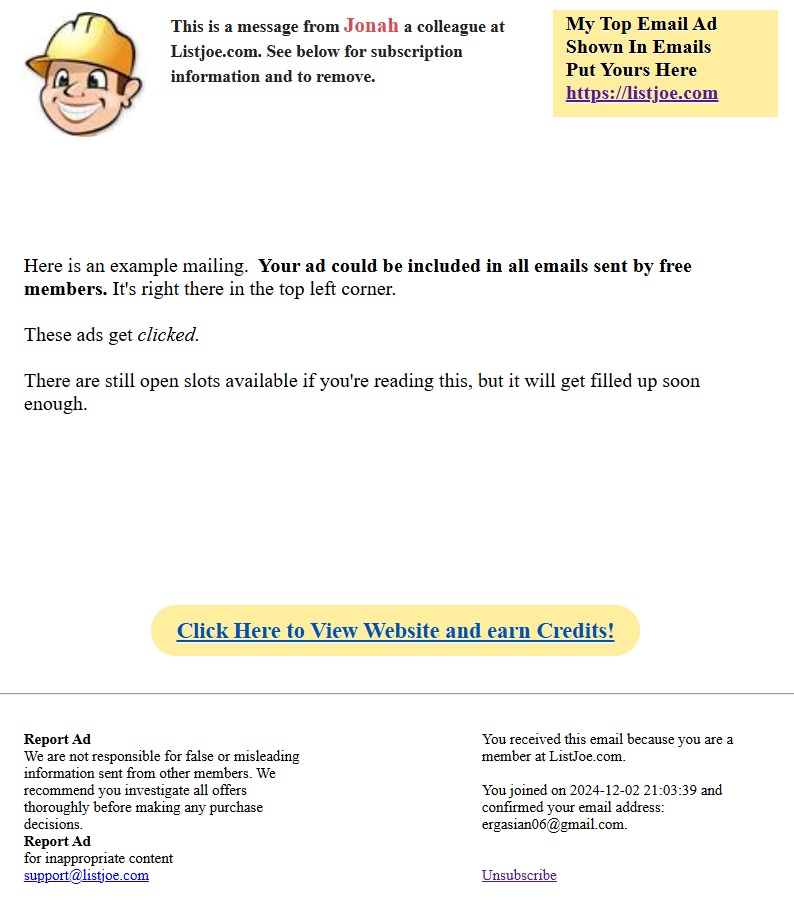 This is a message from Jonah a colleague at
Listjoe.com. See below for subscription
information and to remove.
My Top Email Ad
Shown In Emails
Put Yours Here
https://listjoe.com
Here is an example mailing.  Your ad could be included in all emails sent by free
members. It's right there in the top left corner.
These ads get clicked.
There are still open slots available if you're reading this, but it will get filled up soon
enough.
Click Here to View Website and earn Credits!
Report Ad
We are not responsible for false or misleading
information sent from other members. We
recommend you investigate all offers
thoroughly before making any purchase
decisions.
Report Ad
for inappropriate content
support@listjoe.com
You received this email because you are a
member at ListJoe.com.
You joined on 2024-12-02 21:03:39 and
confirmed your email address:
ergasian06@gmail.com.
Unsubscribe